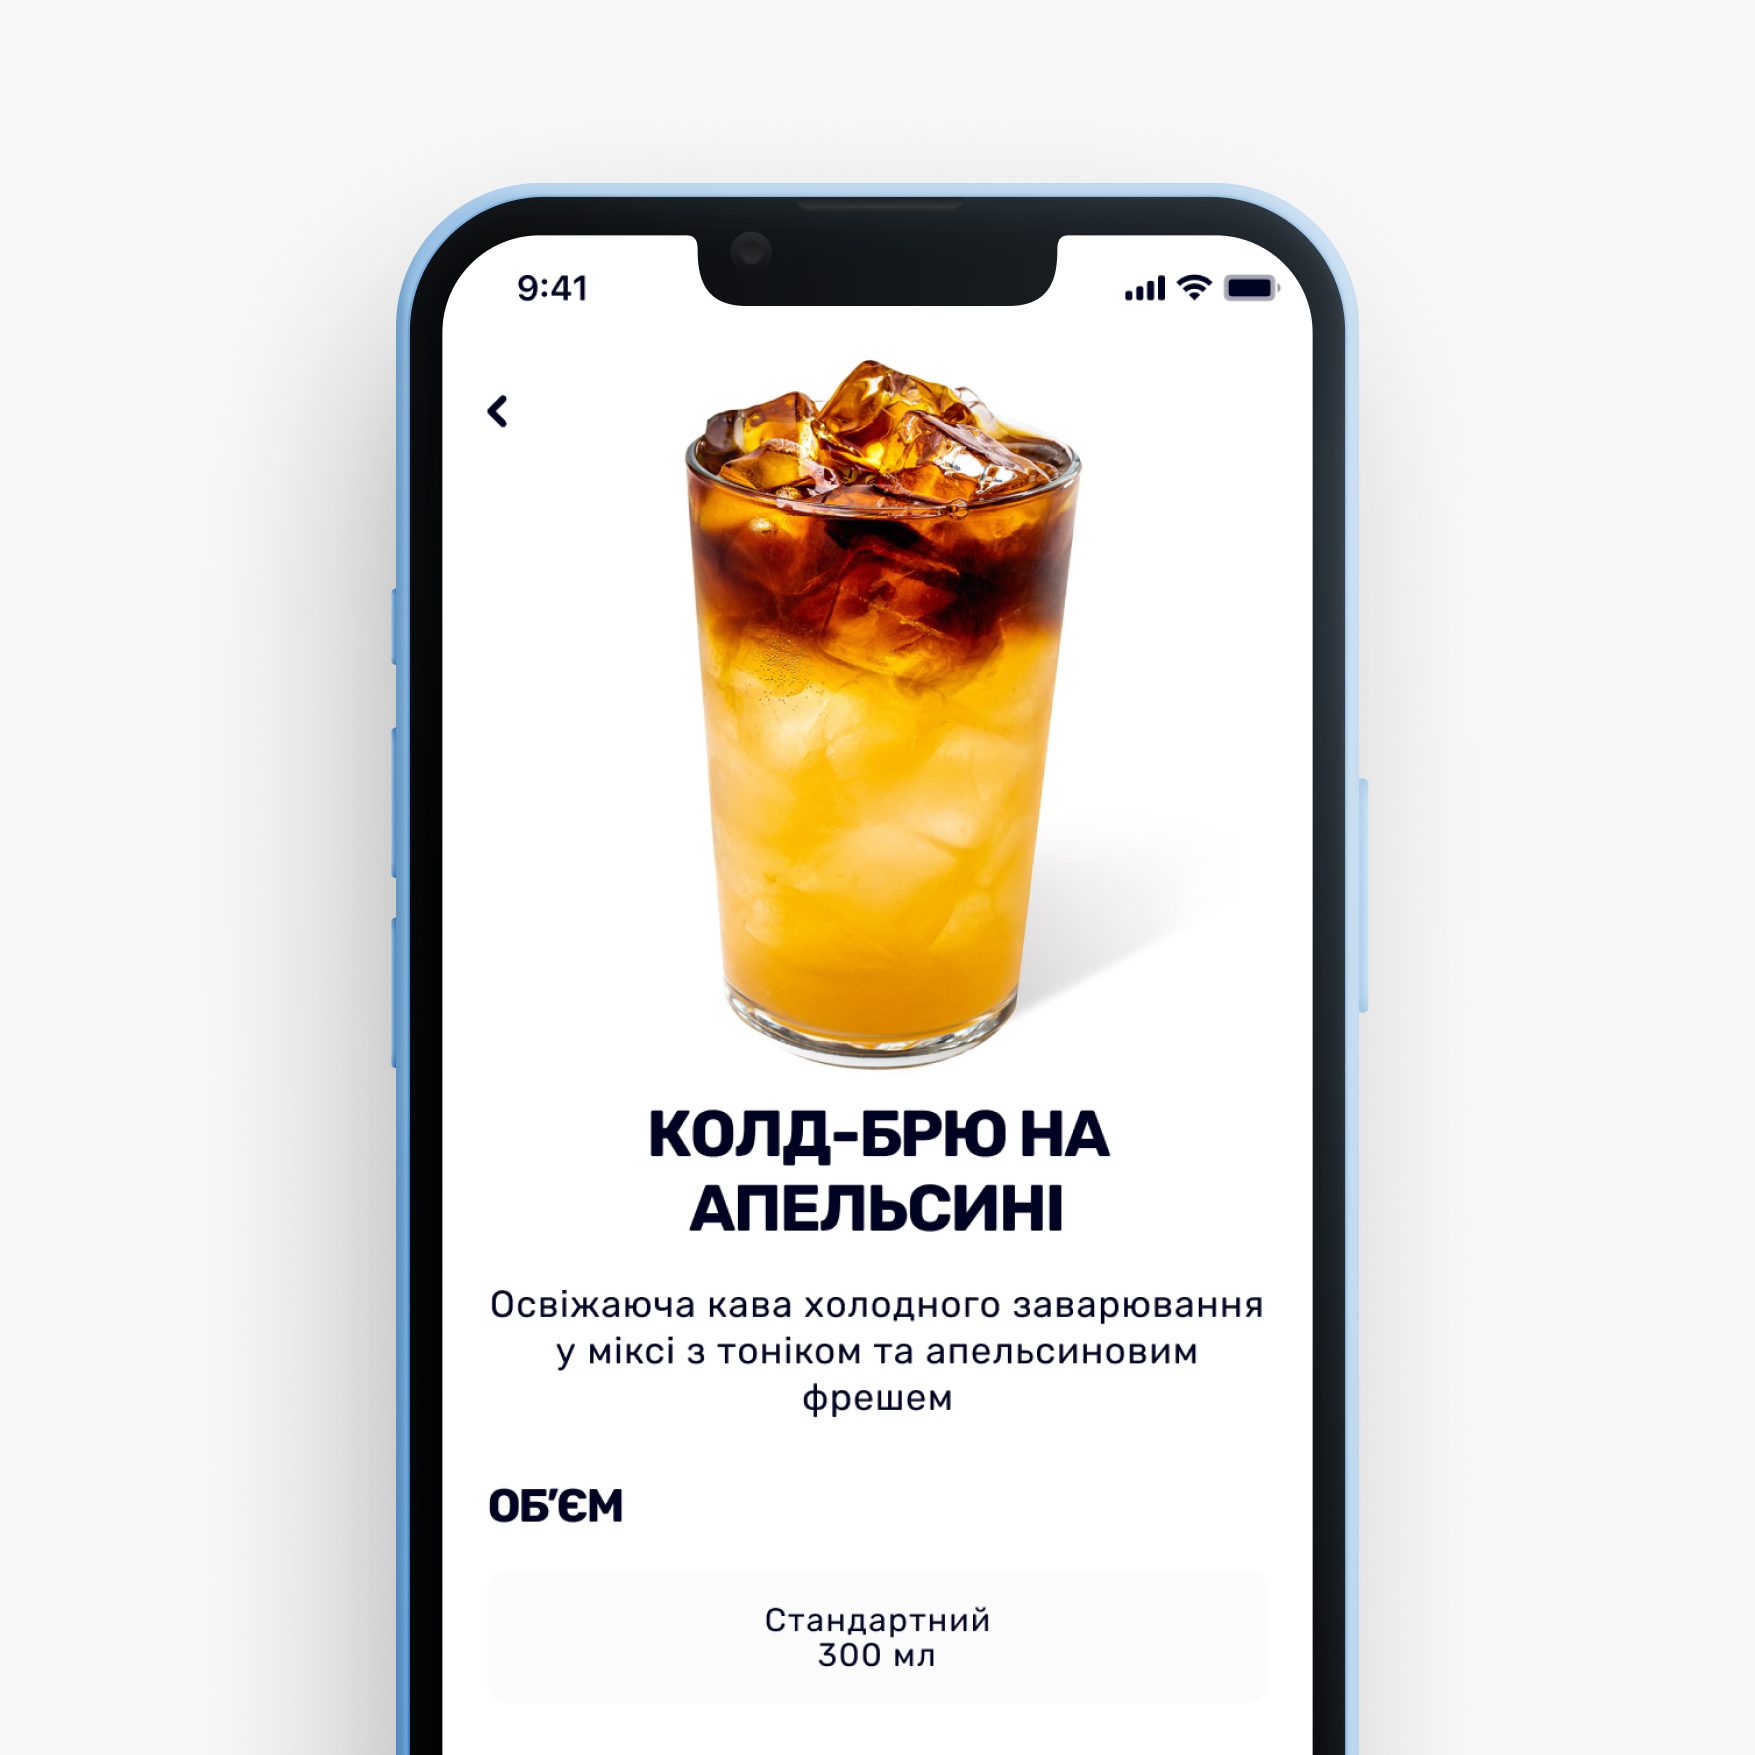 9:41
КОЛД-БРЮ НА
АПЕЛЬСИНІ
Освіжаюча кава холодного заварювання
у міксі з тоніком та апельсиновим
фрешем
ОБ’ЄМ
Стандартний
300 мл